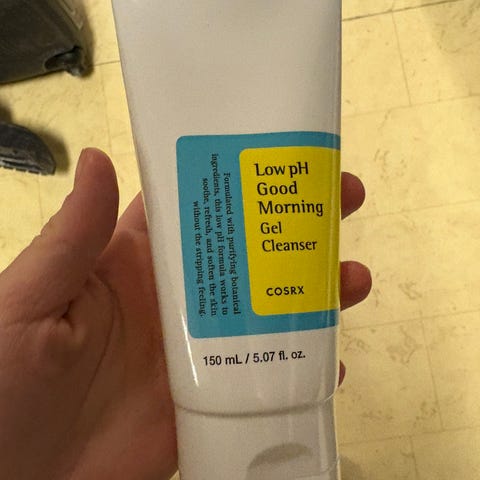 Low pH
Good
Morning
Gel
Cleanser
COSRX
Formulated with purifying botanical
ingredients, this low pH formula works to
soothe, refresh, and soften the skin
without the stripping feeling.
150 mL / 5.07 fl. oz.